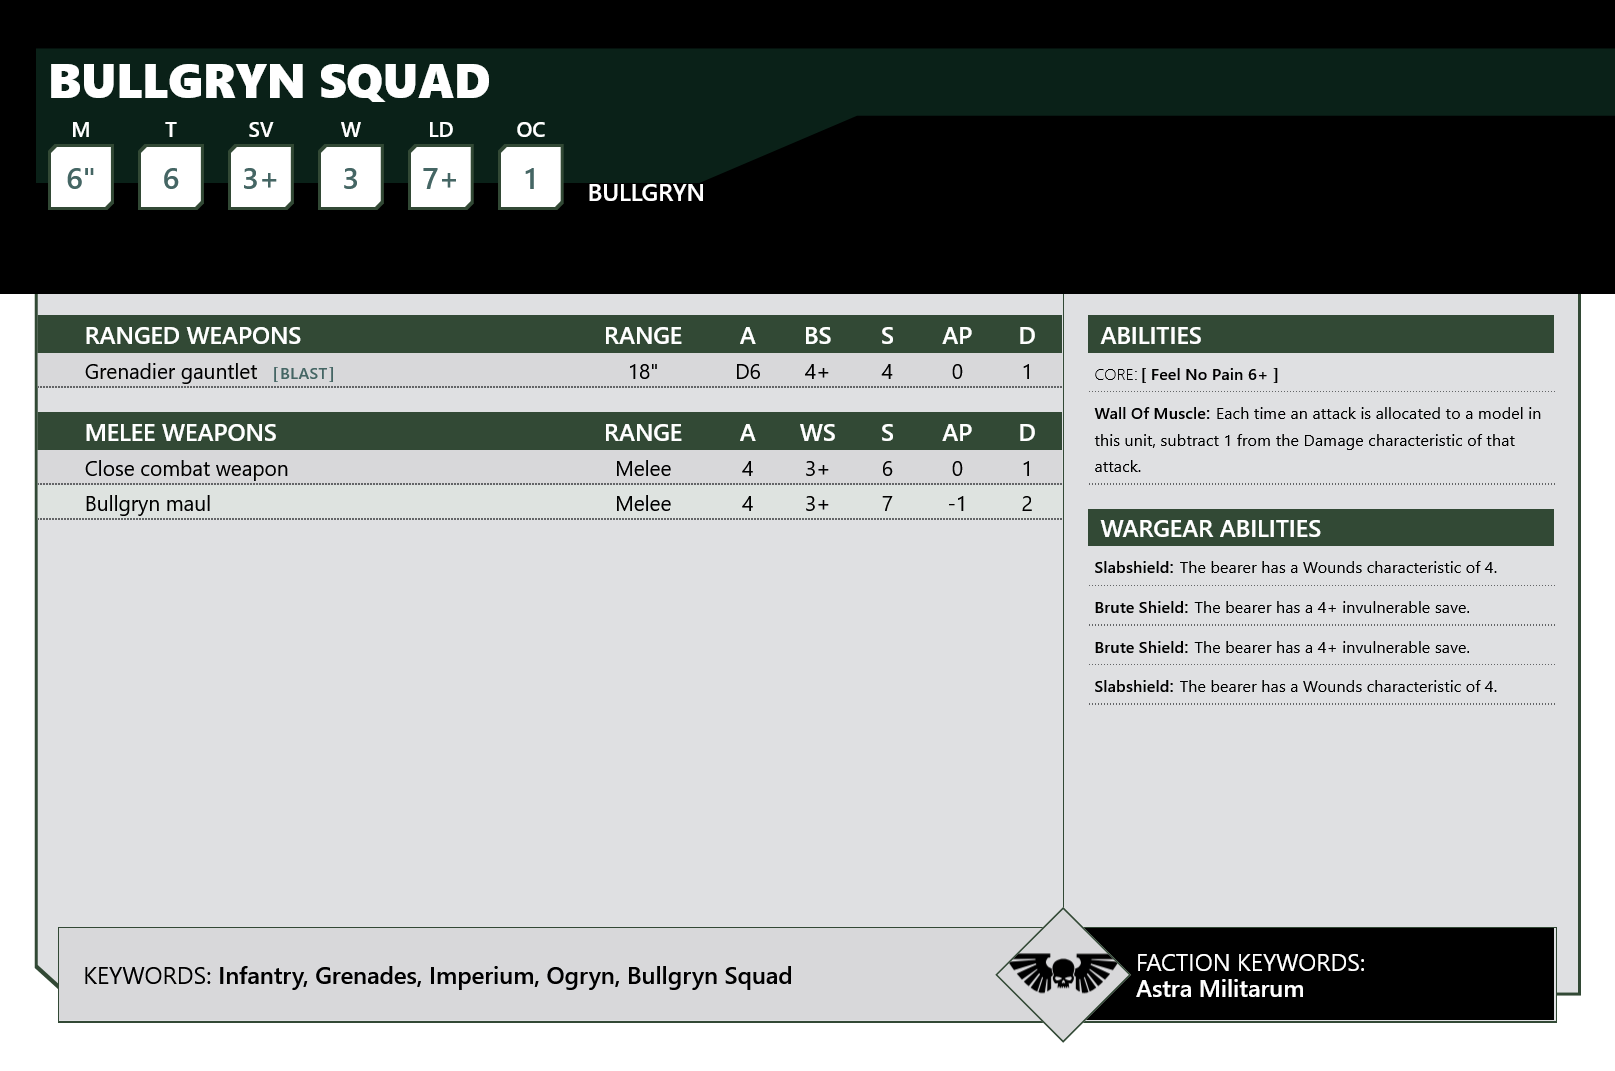 BULLGRYN SQUAD
M T SV W LD OC
6" 6 3+ 3 7+ 1 BULLGRYN
RANGED WEAPONS RANGE A BS S AP D
Grenadier gauntlet [BLAST] 18" D6 4+ 4 0 1
MELEE WEAPONS RANGE A WS S AP D
Close combat weapon Melee 4 3+ 6 0 1
Bullgryn maul Melee 4 3+ 7 -1 2
ABILITIES
CORE: [ Feel No Pain 6+ ]
Wall Of Muscle: Each time an attack is allocated to a model in
this unit, subtract 1 from the Damage characteristic of that
attack.
WARGEAR ABILITIES
Slabshield: The bearer has a Wounds characteristic of 4.
Brute Shield: The bearer has a 4+ invulnerable save.
Brute Shield: The bearer has a 4+ invulnerable save.
Slabshield: The bearer has a Wounds characteristic of 4.
KEYWORDS: Infantry, Grenades, Imperium, Ogryn, Bullgryn Squad
FACTION KEYWORDS:
Astra Militarum